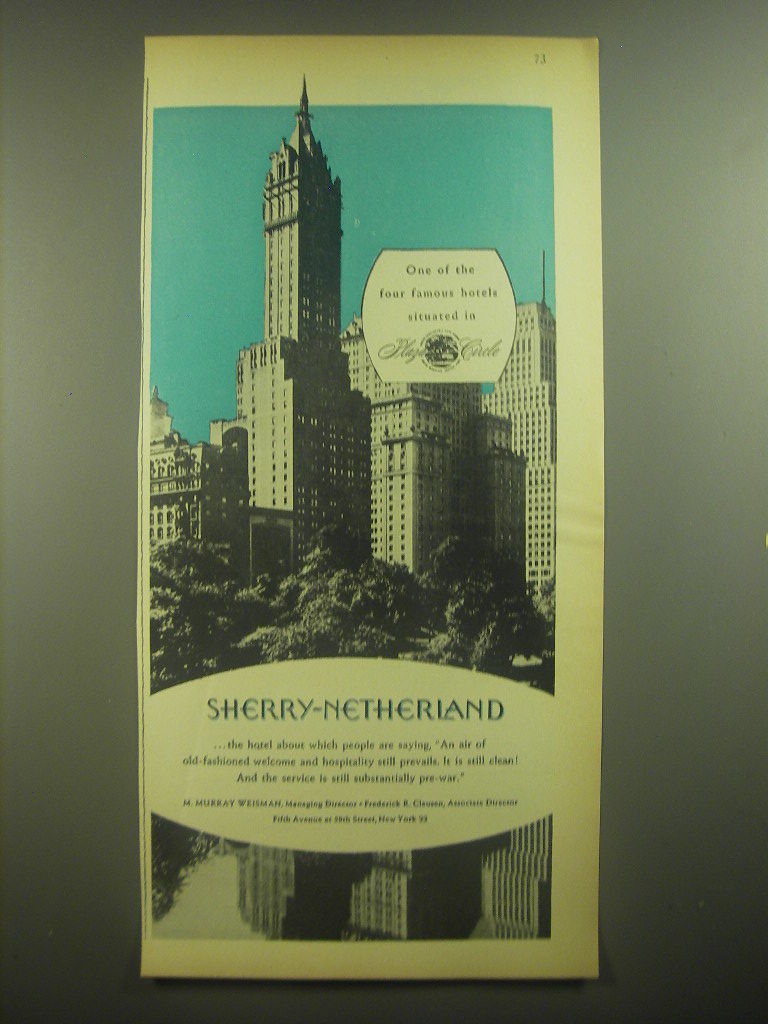 73
One of the
four famous hotels
situated in
Plaza Circle
SHERRY-NETHERLAND
...the hotel about which people are saying, "An air of
old-fashioned welcome and hospitality still prevails. It is still clean!
And the service is still substantially pre-war."
M. MURRAY WEISMAN, Managing Director • Frederick R. Clausen, Associate Director
Fifth Avenue at 59th Street, New York 22